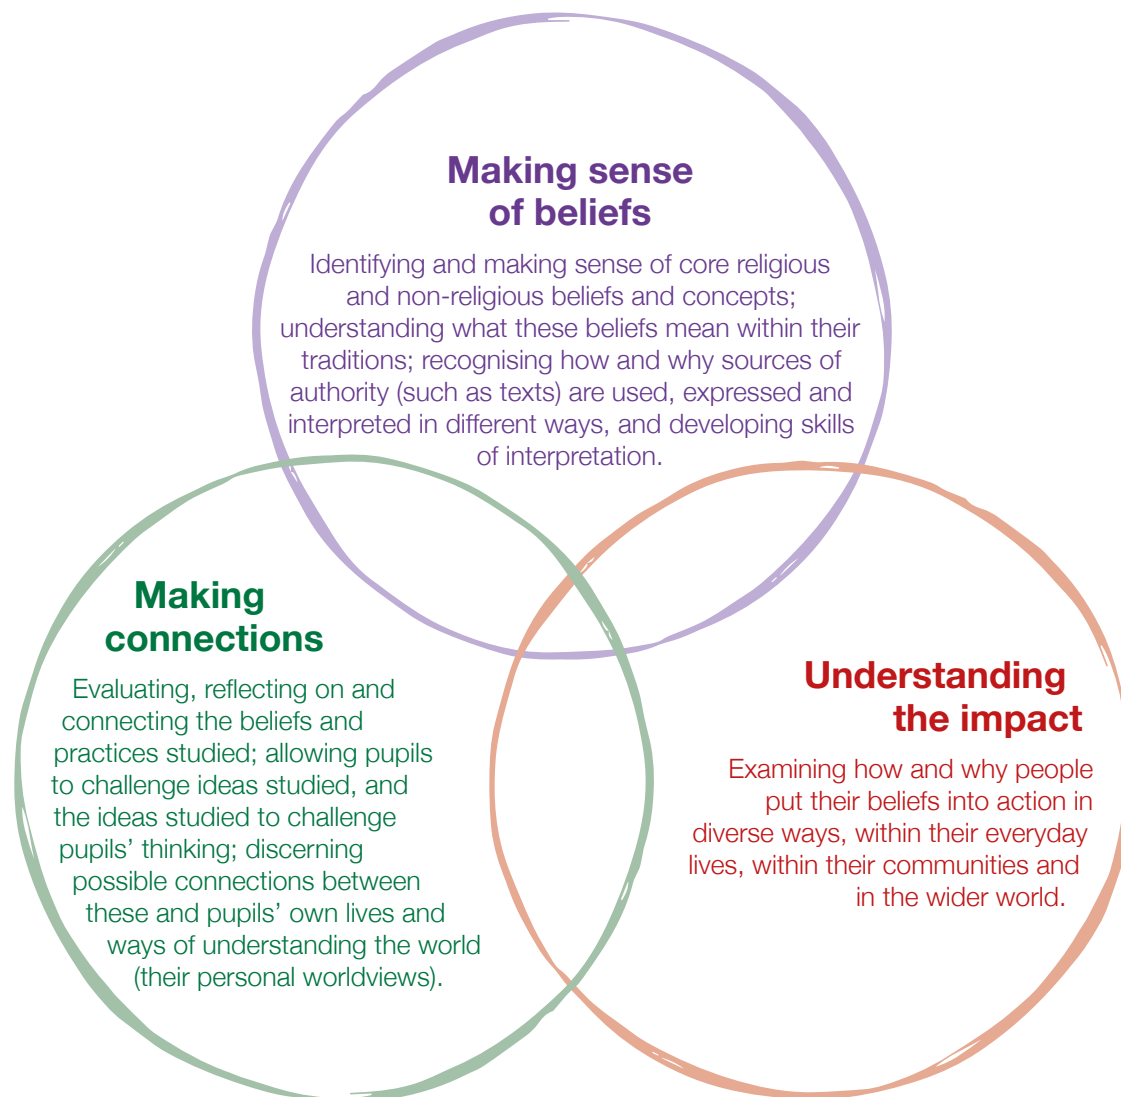 Making sense
of beliefs
Identifying and making sense of core religious
and non-religious beliefs and concepts;
understanding what these beliefs mean within their
traditions; recognising how and why sources of
authority (such as texts) are used, expressed and
interpreted in different ways, and developing skills
of interpretation.
Making
connections
Evaluating, reflecting on and
connecting the beliefs and
practices studied; allowing pupils
to challenge ideas studied, and
the ideas studied to challenge
pupils’ thinking; discerning
possible connections between
these and pupils’ own lives and
ways of understanding the world
(their personal worldviews).
Understanding
the impact
Examining how and why people
put their beliefs into action in
diverse ways, within their everyday
lives, within their communities and
in the wider world.